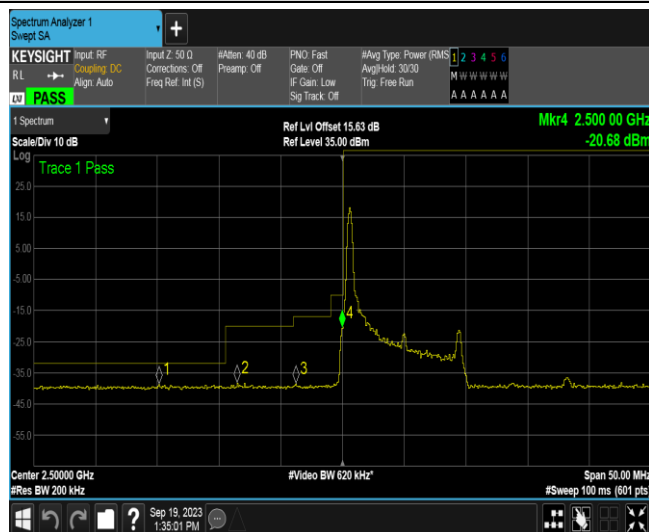 Spectrum Analyzer 1
Swept SA
+
KEYSIGHT
RL
LXI PASS
Input: RF
Coupling: DC
Align: Auto
Input Z: 50 Ω
Corrections: Off
Freq Ref: Int (S)
#Atten: 40 dB
Preamp: Off
PNO: Fast
Gate: Off
IF Gain: Low
Sig Track: Off
#Avg Type: Power (RMS
Avg|Hold: 30/30
Trig: Free Run
1 2 3 4 5 6
M W W W W W
A A A A A A
1 Spectrum
Scale/Div 10 dB
Ref Lvl Offset 15.63 dB
Ref Level 35.00 dBm
Mkr4 2.500 00 GHz
-20.68 dBm
Log
Trace 1 Pass
25.0
15.0
5.00
-5.00
-15.0
-25.0
-35.0
-45.0
-55.0
1
2
3
4
Center 2.50000 GHz
#Res BW 200 kHz
#Video BW 620 kHz*
Span 50.00 MHz
#Sweep 100 ms (601 pts)
?
Sep 19, 2023
1:35:01 PM